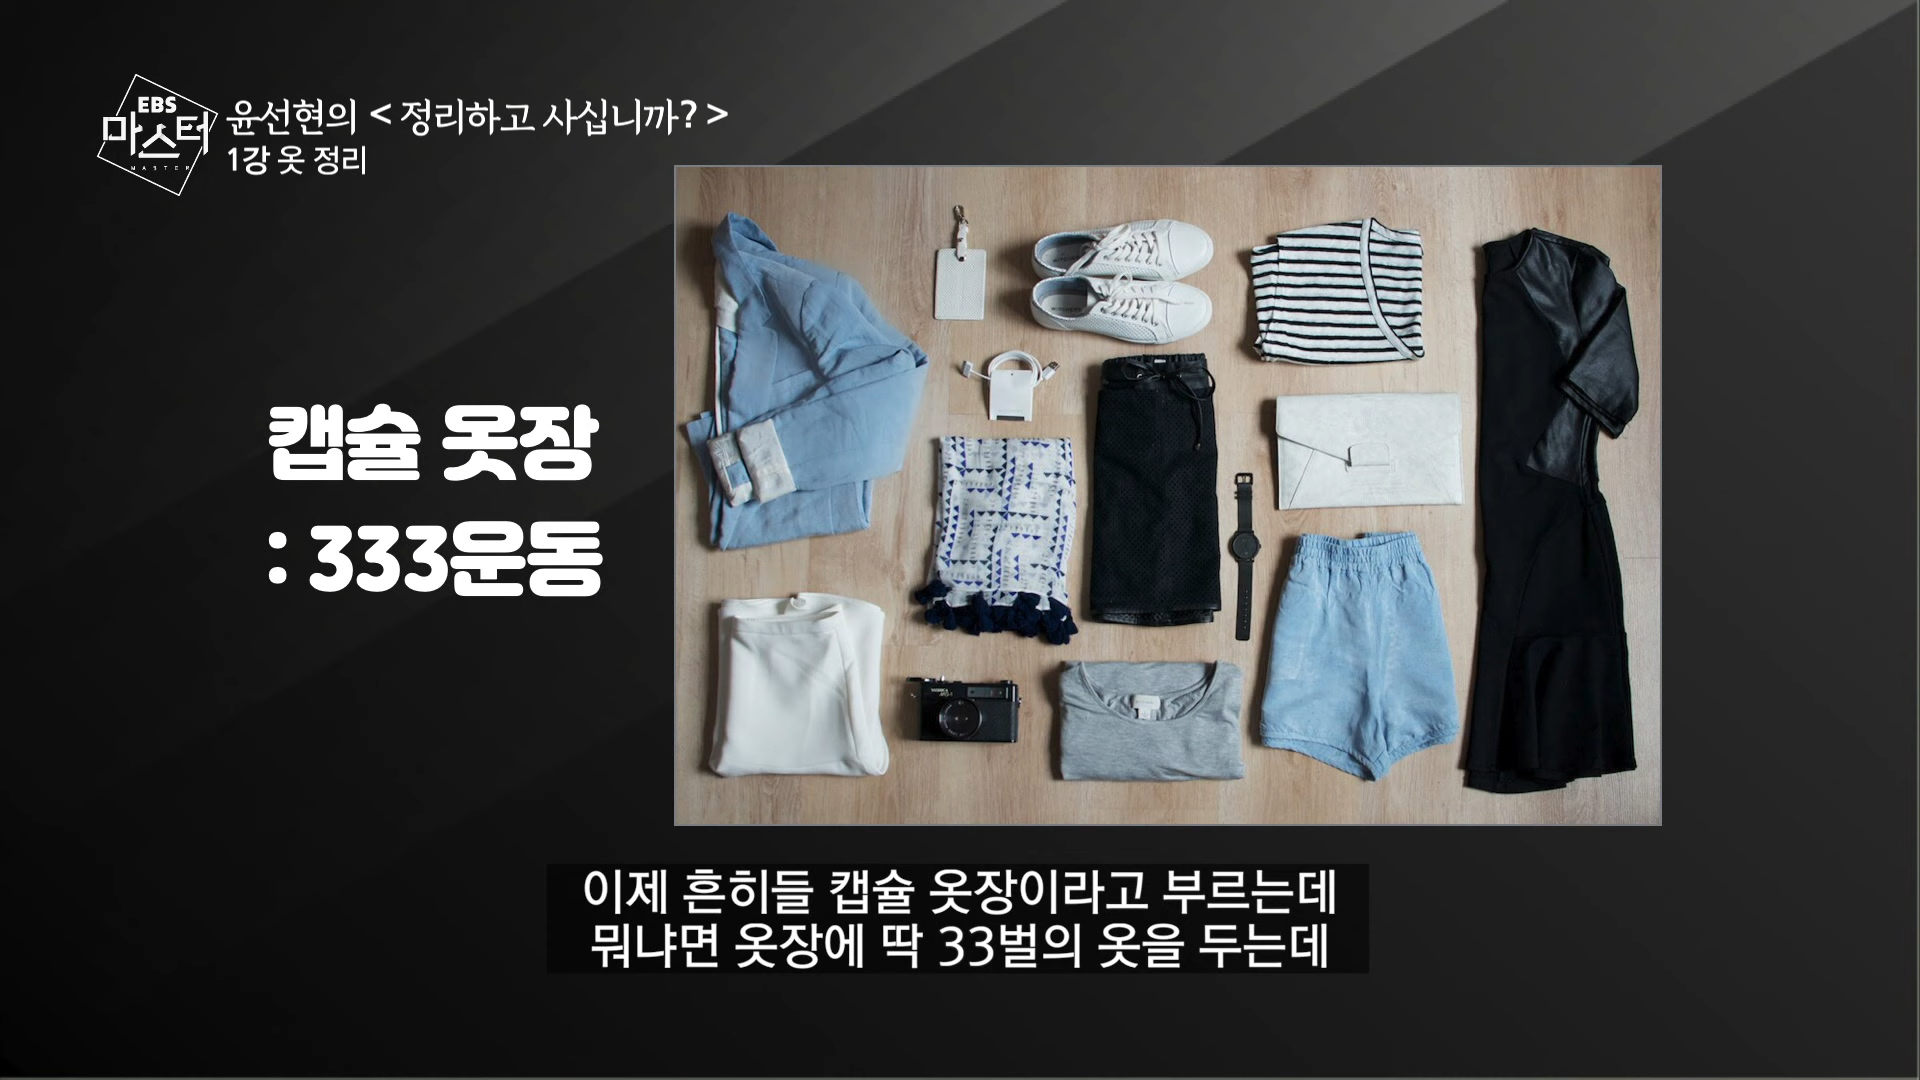 EBS
마스터
MASTER
윤선현의 < 정리하고 사십니까? >
1강 옷 정리
캡슐 옷장
: 333운동
이제 흔히들 캡슐 옷장이라고 부르는데
뭐냐면 옷장에 딱 33벌의 옷을 두는데